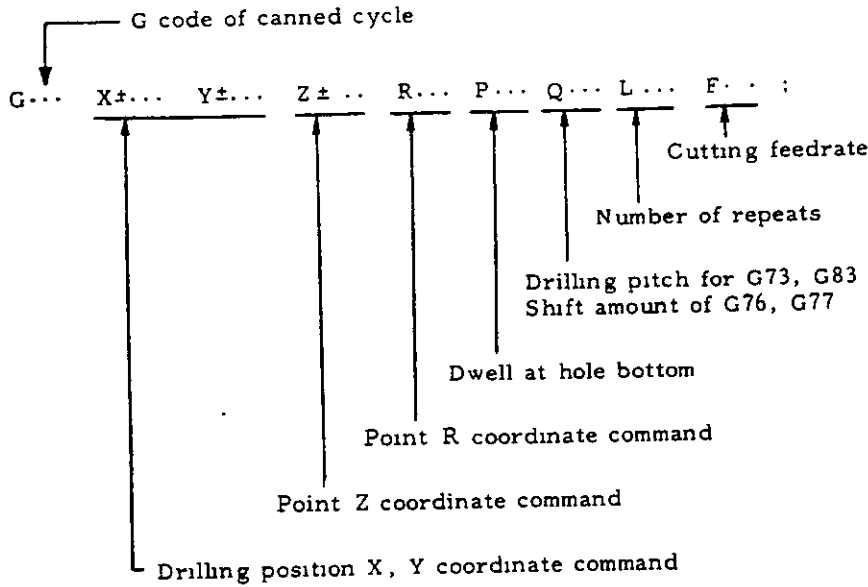 G code of canned cycle
G··· X±··· Y±··· Z± ·· R··· P··· Q··· L ··· F· · ;
Cutting feedrate
Number of repeats
Drilling pitch for G73, G83
Shift amount of G76, G77
Dwell at hole bottom
Point R coordinate command
Point Z coordinate command
Drilling position X, Y coordinate command